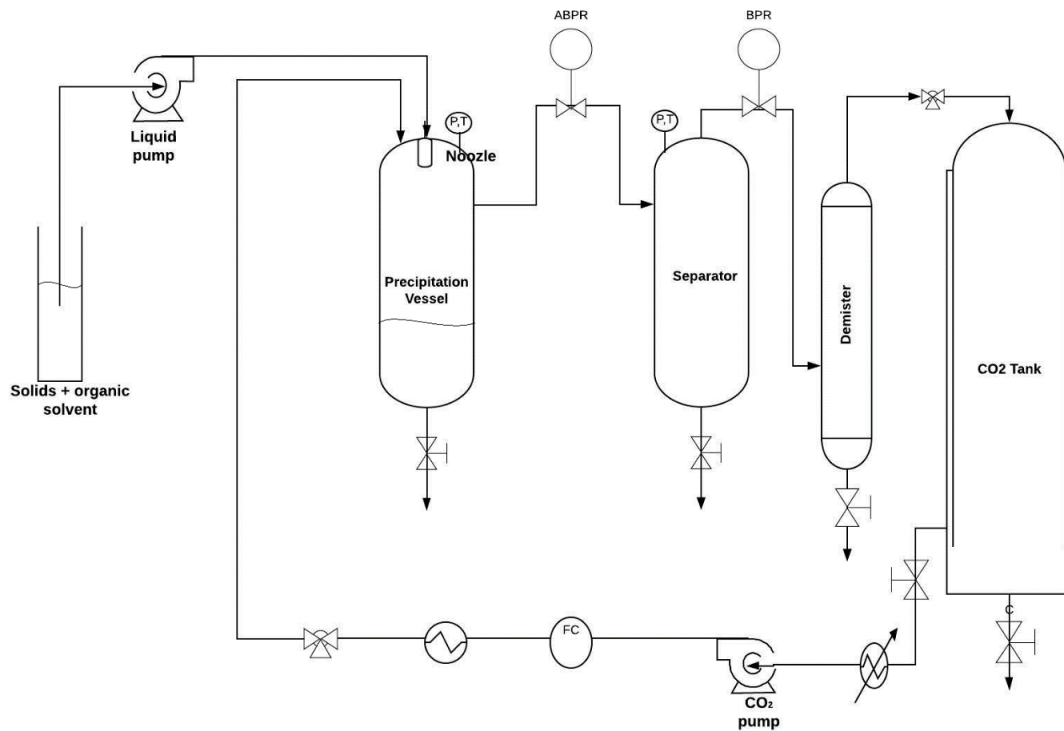 ABPR
BPR
P,T
P,T
Liquid
pump
Noozle
Precipitation
Vessel
Separator
Demister
CO2 Tank
Solids + organic
solvent
C
FC
CO₂
pump